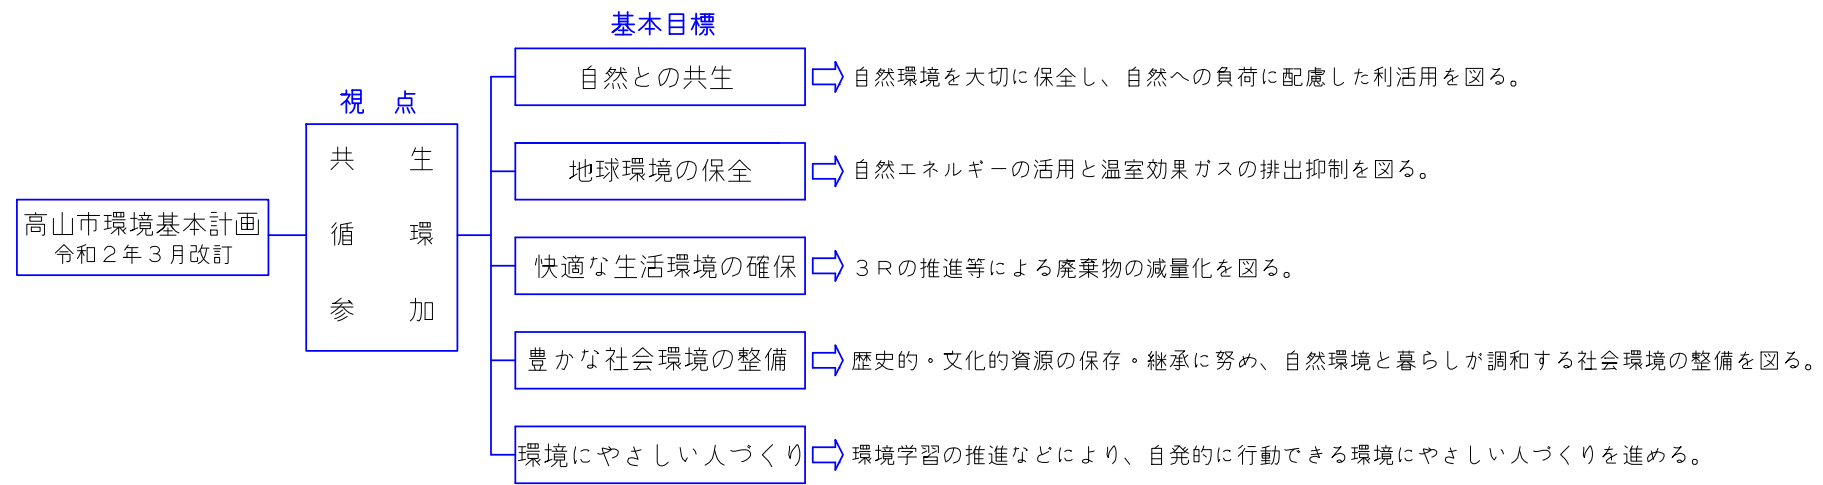 基本目標
視 点
高山市環境基本計画
令和２年３月改訂
共 生
循 環
参 加
自然との共生
自然環境を大切に保全し、自然への負荷に配慮した利活用を図る。
地球環境の保全
自然エネルギーの活用と温室効果ガスの排出抑制を図る。
快適な生活環境の確保
３Ｒの推進等による廃棄物の減量化を図る。
豊かな社会環境の整備
歴史的・文化的資源の保存・継承に努め、自然環境と暮らしが調和する社会環境の整備を図る。
環境にやさしい人づくり
環境学習の推進などにより、自発的に行動できる環境にやさしい人づくりを進める。